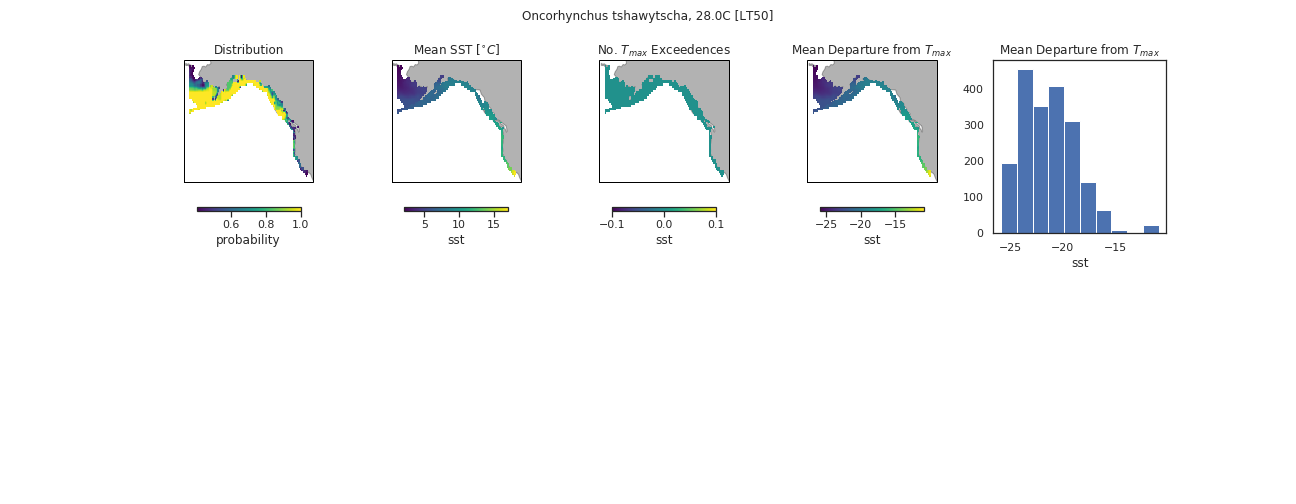 Oncorhynchus tshawytscha, 28.0C [LT50]
Distribution
0.6 0.8 1.0
probability
Mean SST [°C]
5 10 15
sst
No. Tmax Exceedences
−0.1 0.0 0.1
sst
Mean Departure from Tmax
−25 −20 −15
sst
Mean Departure from Tmax
400
300
200
100
0
−25 −20 −15
sst